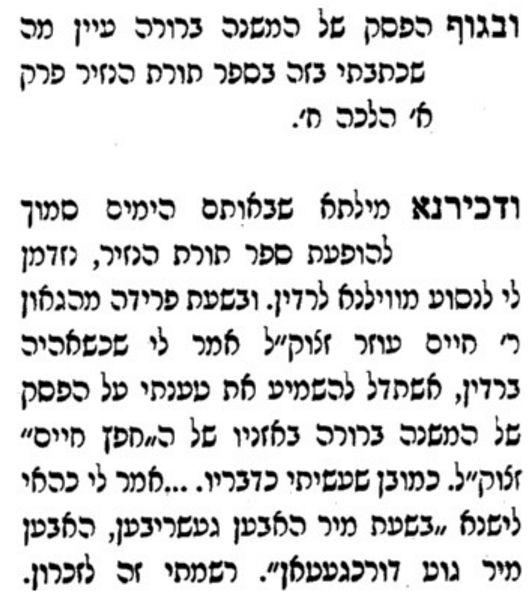 ובגוף הפסק של המשנה ברורה עיין מה
שכתבתי בזה בספר תורת הנזיר פרק
א׳ הלכה ח׳.
ודכירנא מילתא שבאותם הימים סמוך
להופעת ספר תורת הנזיר, נזדמן
לי לנסוע מווילנא לרדין. ובשעת פרידה מהגאון
ר׳ חיים עוזר זלוק״ל אמר לי שכשאהיה
ברדין, אשתדל להשמיע את טענתי על הפסק
של המשנה ברורה באזניו של ה„חפץ חיים״
זלוק״ל. כמובן שעשיתי כדבריו. ...אמר לי כהאי
לישנא „בשעת מיר האבען געשריבען, האבען
מיר גוט דורכגעטאן״. רשמתי זה לזכרון.